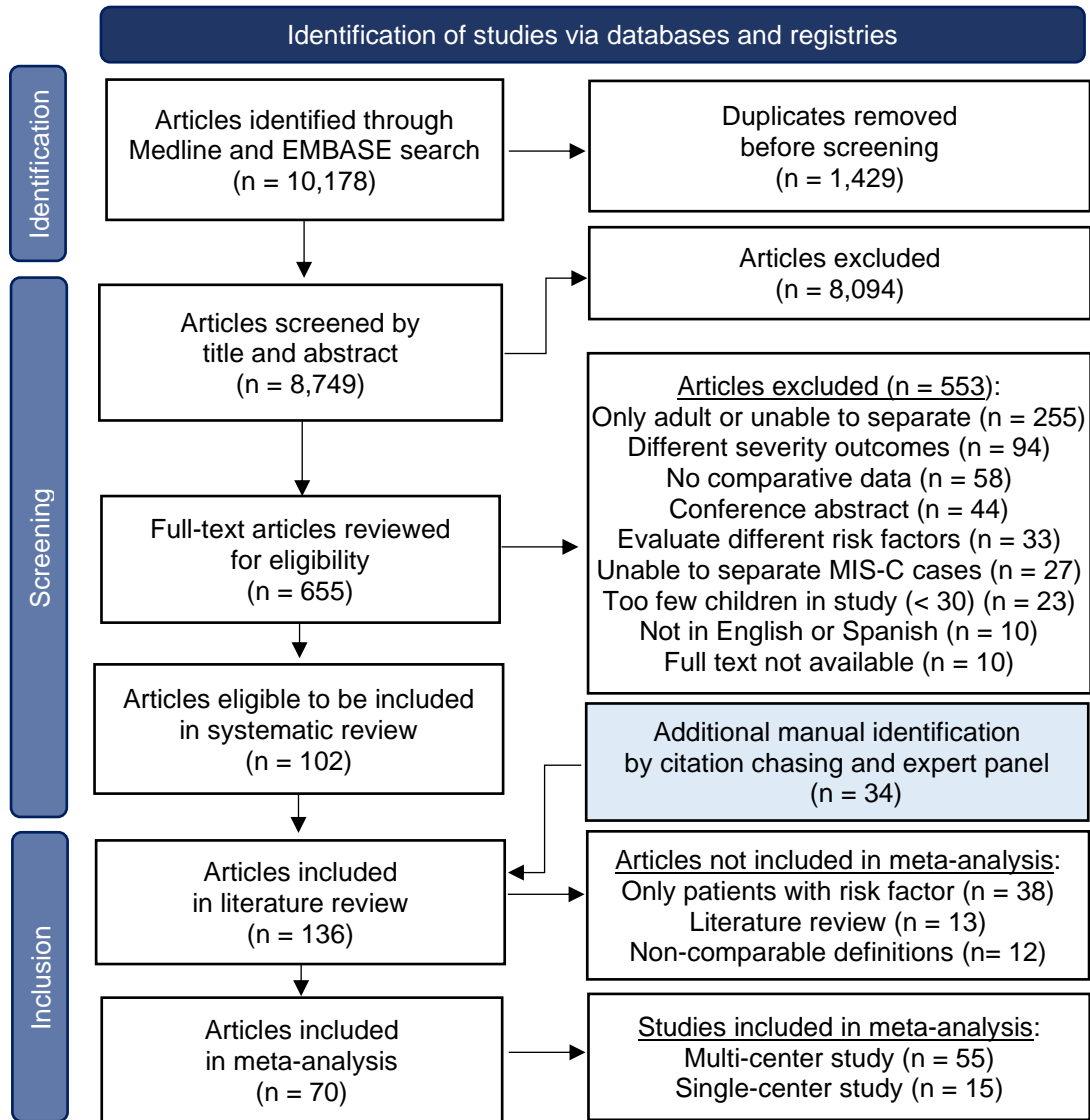 Identification of studies via databases and registries
Identification
Articles identified through
Medline and EMBASE search
(n = 10,178)
Duplicates removed
before screening
(n = 1,429)
Screening
Articles screened by
title and abstract
(n = 8,749)
Articles excluded
(n = 8,094)
Full-text articles reviewed
for eligibility
(n = 655)
Articles excluded (n = 553):
Only adult or unable to separate (n = 255)
Different severity outcomes (n = 94)
No comparative data (n = 58)
Conference abstract (n = 44)
Evaluate different risk factors (n = 33)
Unable to separate MIS-C cases (n = 27)
Too few children in study (< 30) (n = 23)
Not in English or Spanish (n = 10)
Full text not available (n = 10)
Articles eligible to be included
in systematic review
(n = 102)
Additional manual identification
by citation chasing and expert panel
(n = 34)
Inclusion
Articles included
in literature review
(n = 136)
Articles not included in meta-analysis:
Only patients with risk factor (n = 38)
Literature review (n = 13)
Non-comparable definitions (n= 12)
Articles included
in meta-analysis
(n = 70)
Studies included in meta-analysis:
Multi-center study (n = 55)
Single-center study (n = 15)